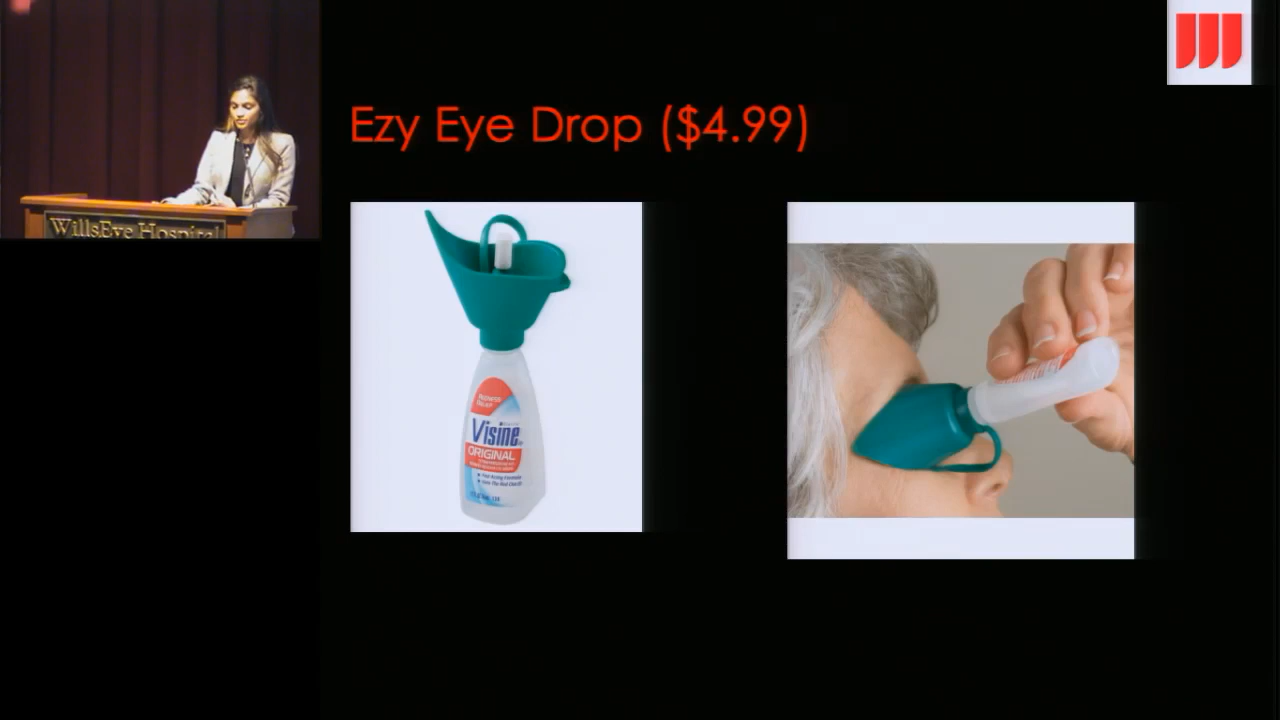 Ezy Eye Drop ($4.99)
WillsEye Hospital
REDNESS
RELIEF
Visine
ORIGINAL